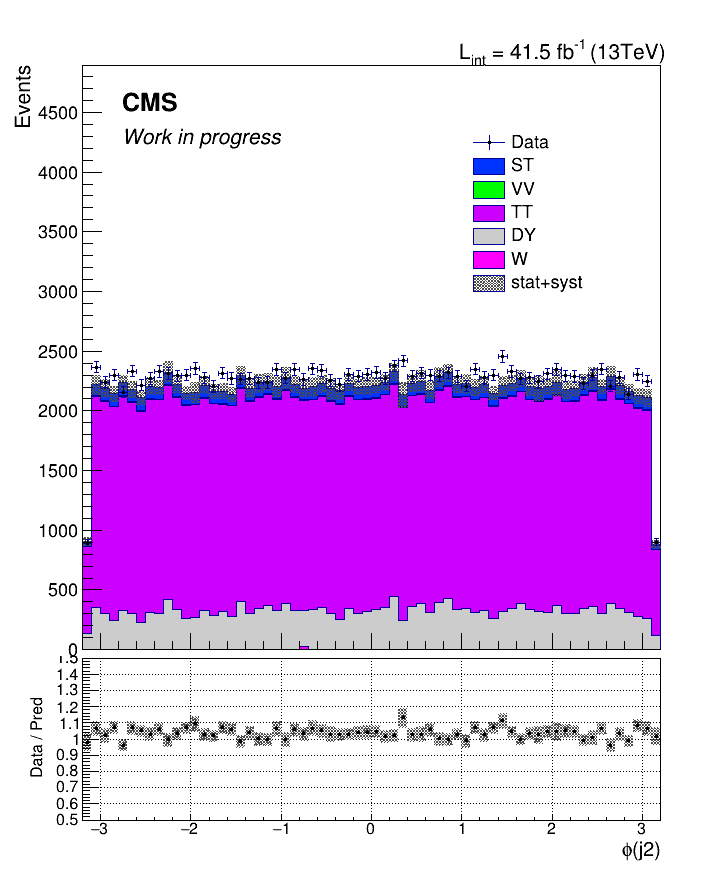 L_int = 41.5 fb^-1 (13TeV)
Events
CMS
Work in progress
Data
ST
VV
TT
DY
W
stat+syst
4500
4000
3500
3000
2500
2000
1500
1000
500
0
1.5
1.4
1.3
1.2
1.1
1
0.9
0.8
0.7
0.6
0.5
Data / Pred
−3 −2 −1 0 1 2 3
ϕ(j2)